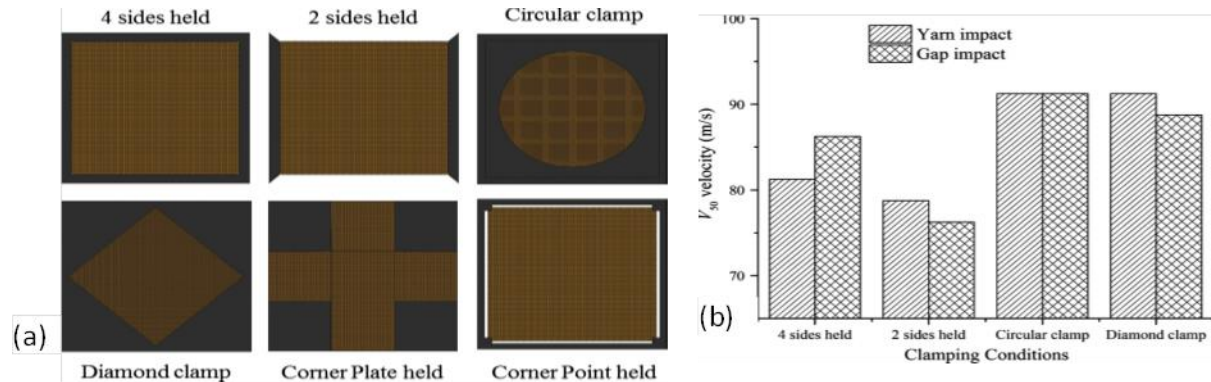 4 sides held
2 sides held
Circular clamp
Diamond clamp
Corner Plate held
Corner Point held
(a)
Yarn impact
Gap impact
100
90
80
70
V50 velocity (m/s)
4 sides held
2 sides held
Circular clamp
Diamond clamp
Clamping Conditions
(b)